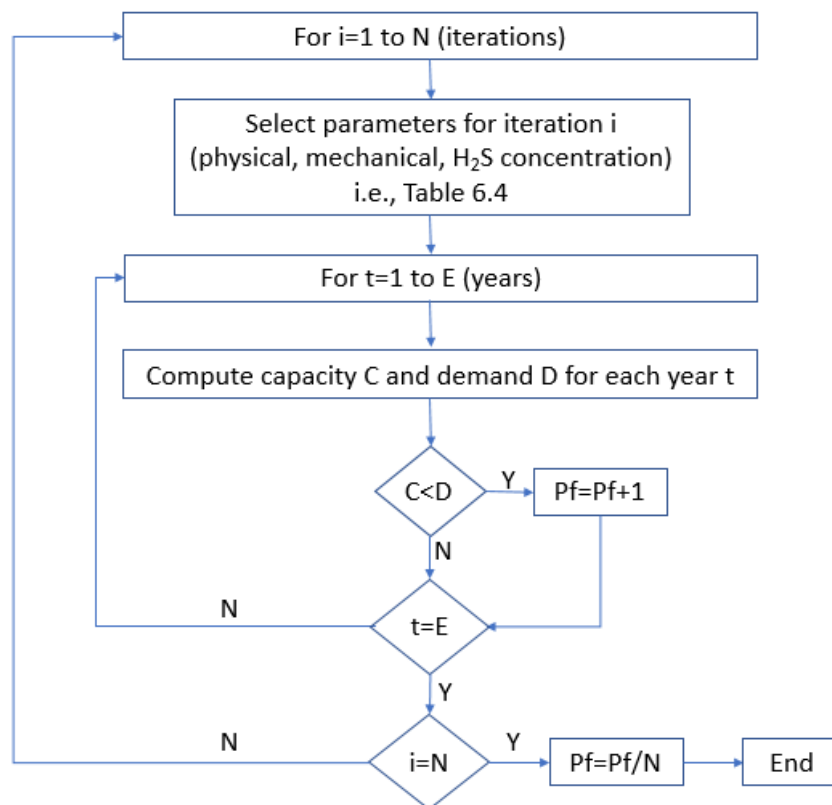 For i=1 to N (iterations)
Select parameters for iteration i
(physical, mechanical, H₂S concentration)
i.e., Table 6.4
For t=1 to E (years)
Compute capacity C and demand D for each year t
C<D
Y
Pf=Pf+1
N
N
t=E
Y
N
i=N
Y
Pf=Pf/N
End